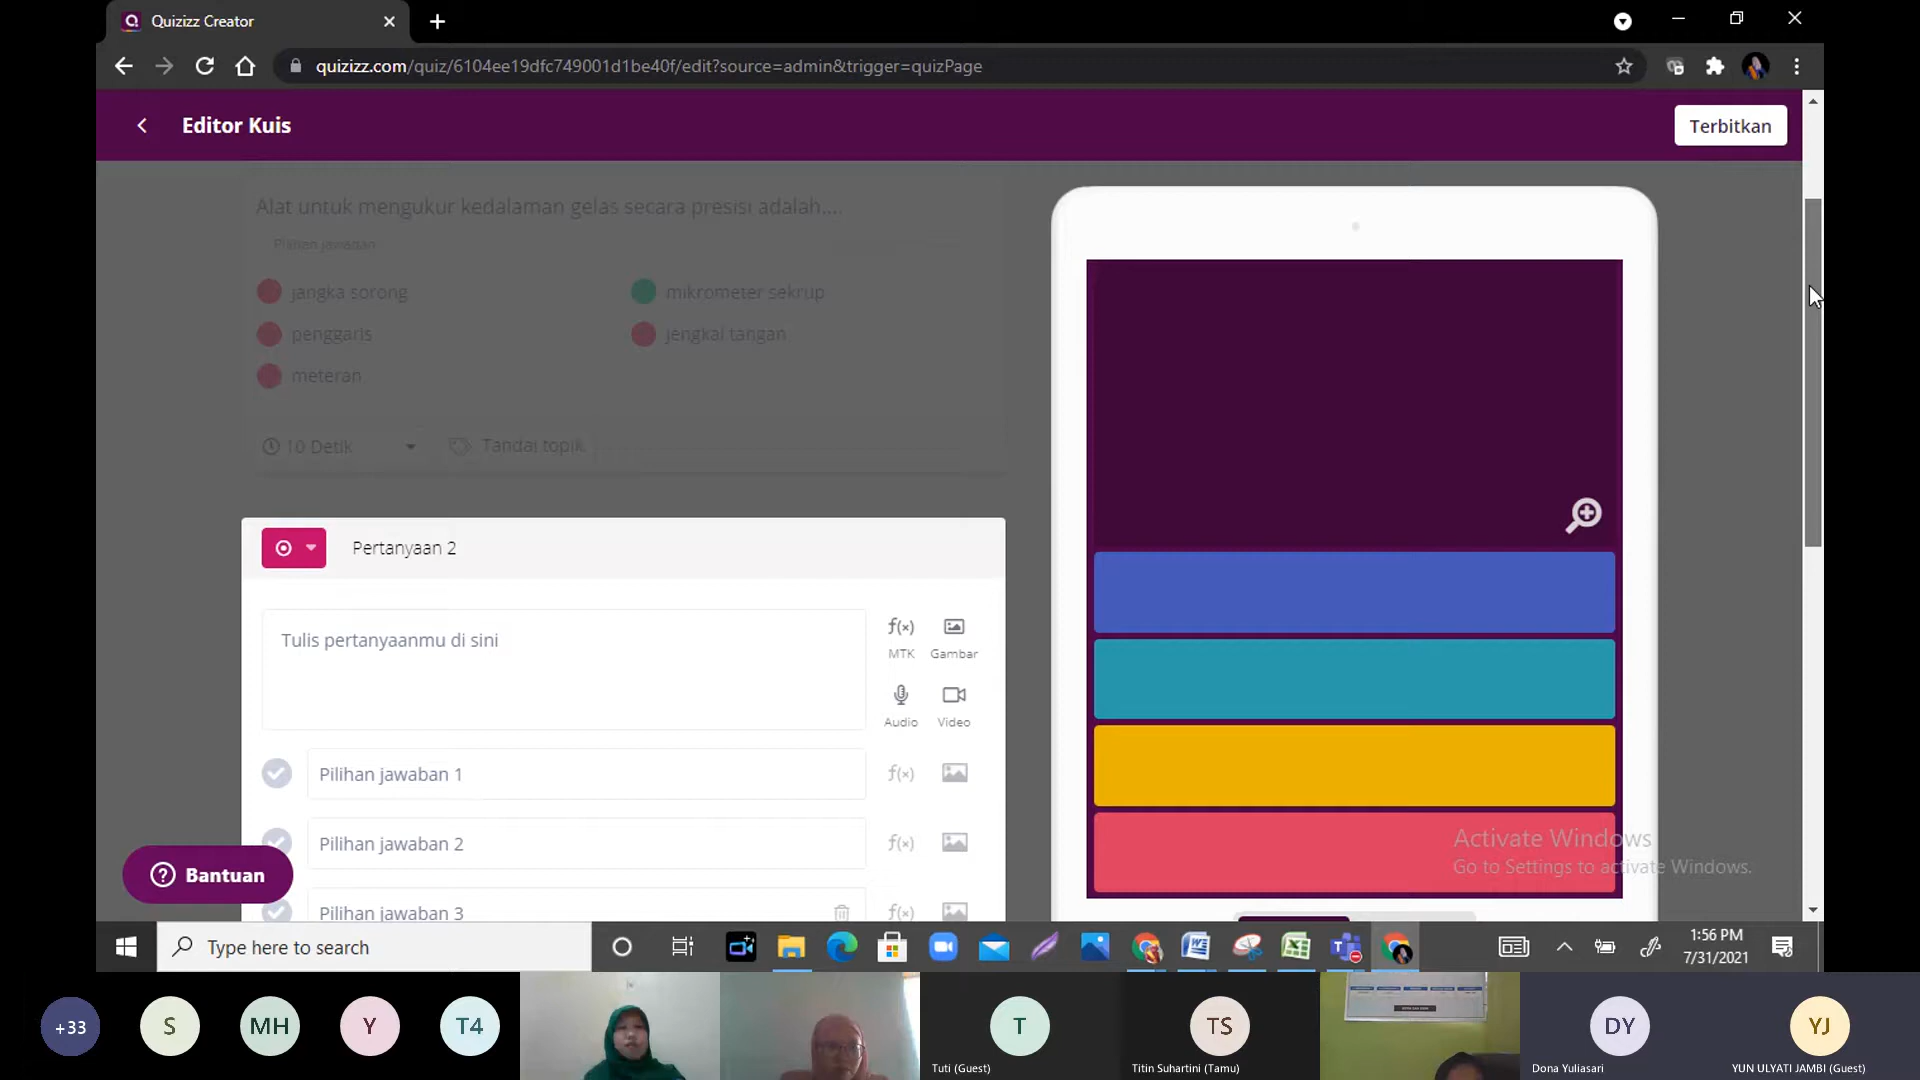 Quizizz Creator
quizizz.com/quiz/6104ee19dfc749001d1be40f/edit?source=admin&trigger=quizPage
Editor Kuis
Terbitkan
Alat untuk mengukur kedalaman gelas secara presisi adalah....
Pilihan jawaban
jangka sorong
mikrometer sekrup
penggaris
jengkal tangan
meteran
10 Detik
Tandai topik
Pertanyaan 2
Tulis pertanyaanmu di sini
f(x)
MTK
Gambar
Audio
Video
Pilihan jawaban 1
f(x)
Pilihan jawaban 2
f(x)
Pilihan jawaban 3
f(x)
Bantuan
Activate Windows
Go to Settings to activate Windows.
Type here to search
1:56 PM
7/31/2021
+33
S
MH
Y
T4
T
TS
DY
YJ
Tuti (Guest)
Titin Suhartini (Tamu)
Dona Yuliasari
YUN ULYATI JAMBI (Guest)